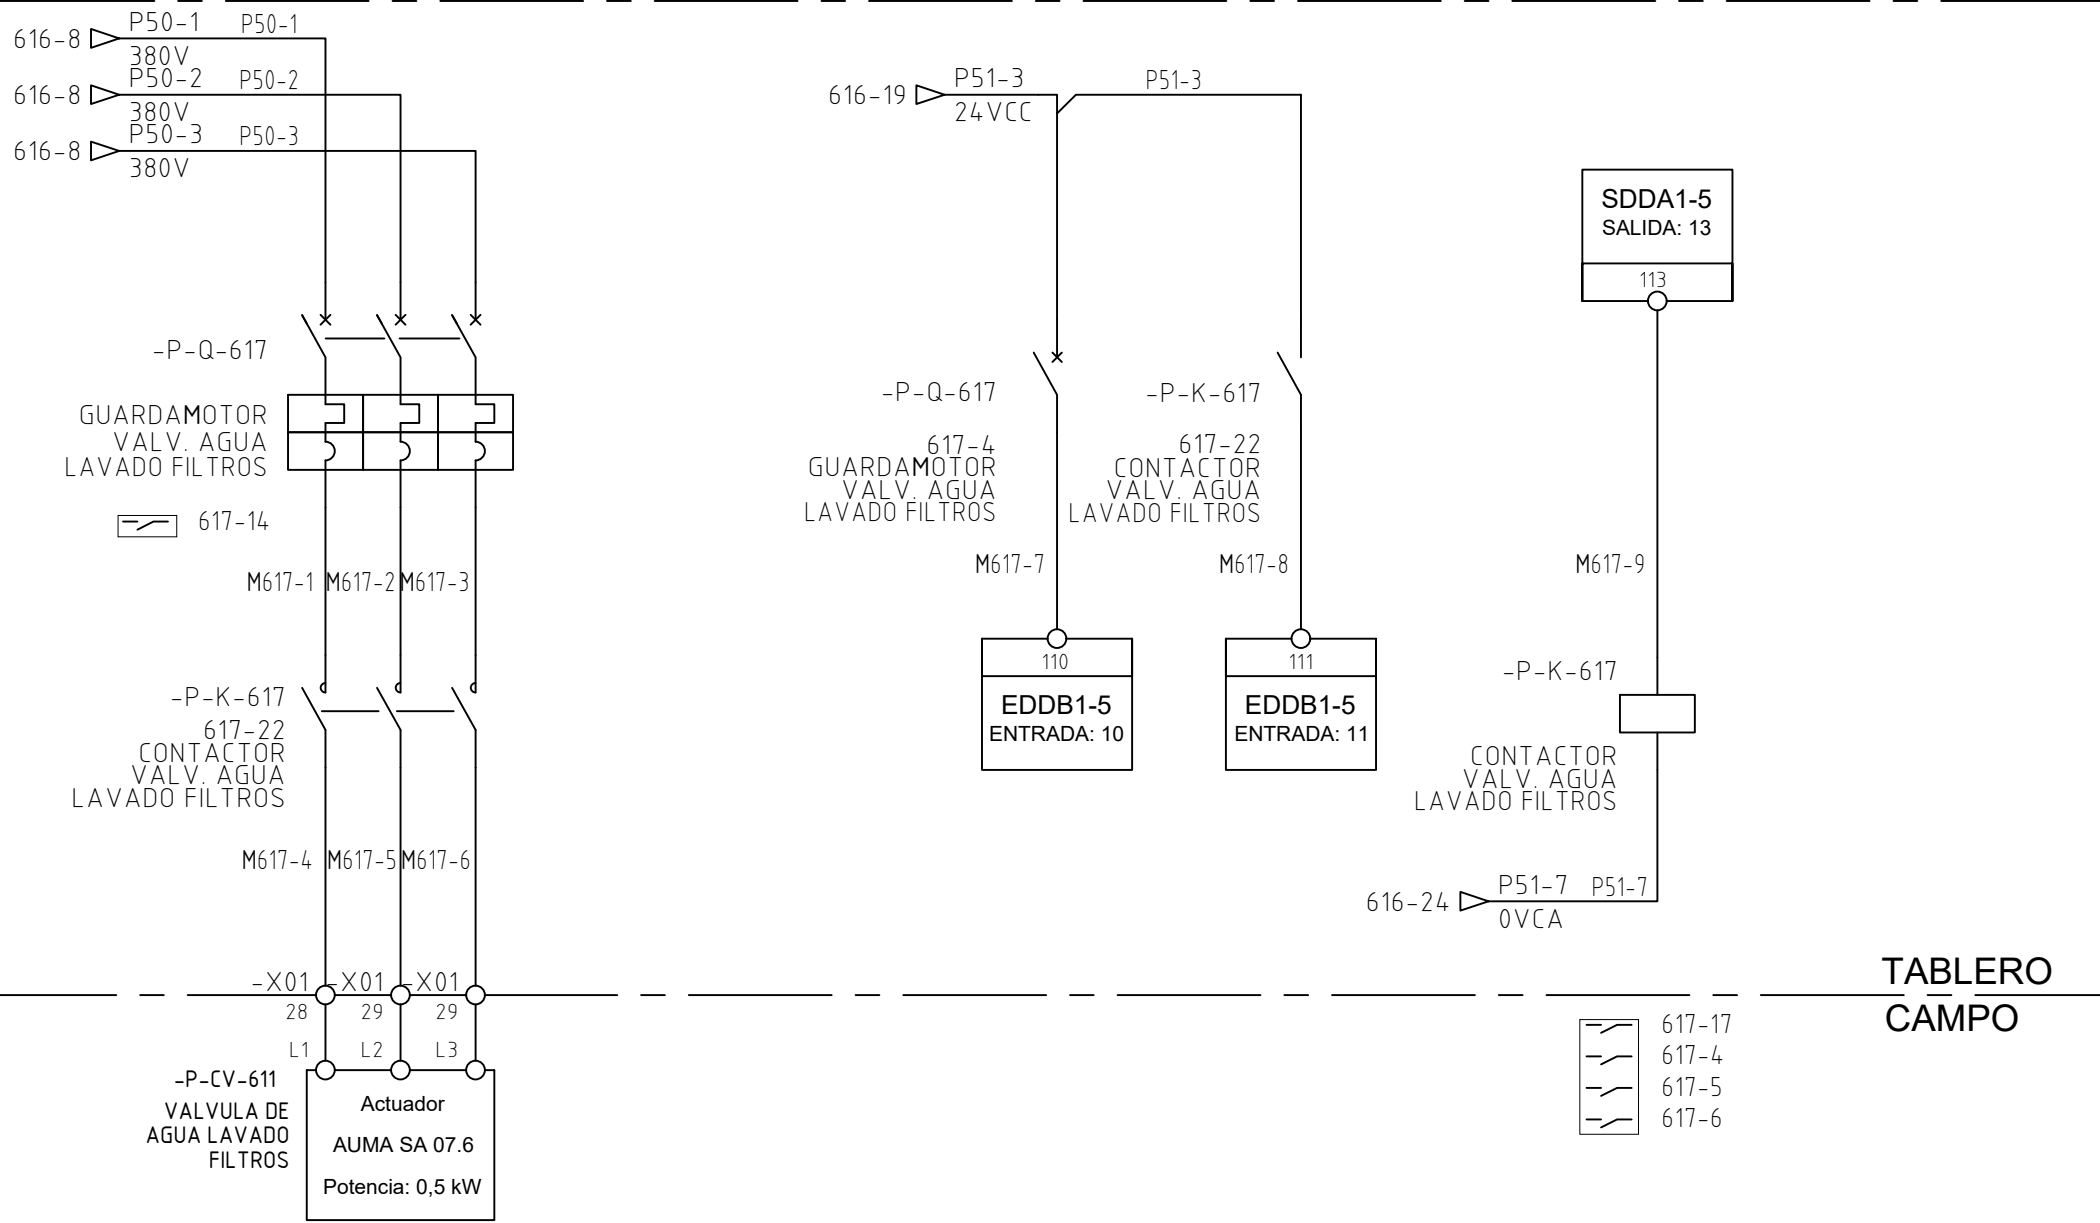 616-8 P50-1 P50-1
380V
616-8 P50-2 P50-2
380V
616-8 P50-3 P50-3
380V
-P-Q-617
GUARDAMOTOR
VALV. AGUA
LAVADO FILTROS
617-14
M617-1 M617-2 M617-3
-P-K-617
617-22
CONTACTOR
VALV. AGUA
LAVADO FILTROS
M617-4 M617-5 M617-6
-X01 -X01 -X01
28 29 29
L1 L2 L3
-P-CV-611
VALVULA DE
AGUA LAVADO
FILTROS
Actuador
AUMA SA 07.6
Potencia: 0,5 kW
616-19 P51-3 P51-3
24VCC
-P-Q-617
617-4
GUARDAMOTOR
VALV. AGUA
LAVADO FILTROS
M617-7
110
EDDB1-5
ENTRADA: 10
-P-K-617
617-22
CONTACTOR
VALV. AGUA
LAVADO FILTROS
M617-8
111
EDDB1-5
ENTRADA: 11
SDDA1-5
SALIDA: 13
113
M617-9
-P-K-617
CONTACTOR
VALV. AGUA
LAVADO FILTROS
616-24 P51-7 P51-7
0VCA
TABLERO
CAMPO
617-17
617-4
617-5
617-6